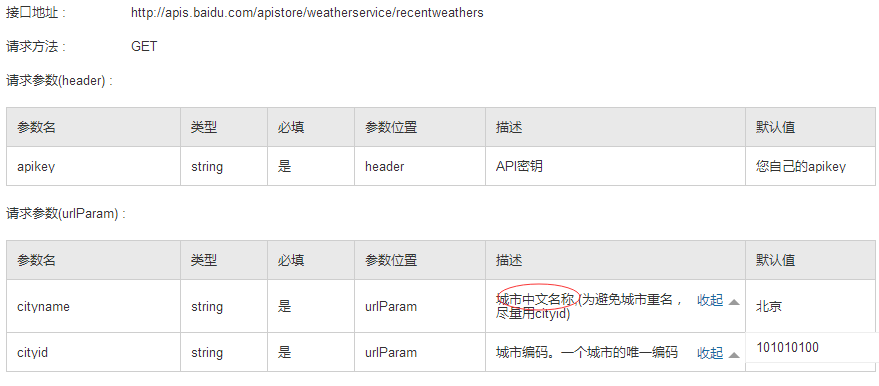 接口地址 : http://apis.baidu.com/apistore/weatherservice/recentweathers
请求方法 : GET
请求参数(header) :
参数名 类型 必填 参数位置 描述 默认值
apikey string 是 header API密钥 您自己的apikey
请求参数(urlParam) :
参数名 类型 必填 参数位置 描述 默认值
cityname string 是 urlParam 城市中文名称 (为避免城市重名， 收起 北京
尽量用cityid)
cityid string 是 urlParam 城市编码。一个城市的唯一编码 收起 101010100